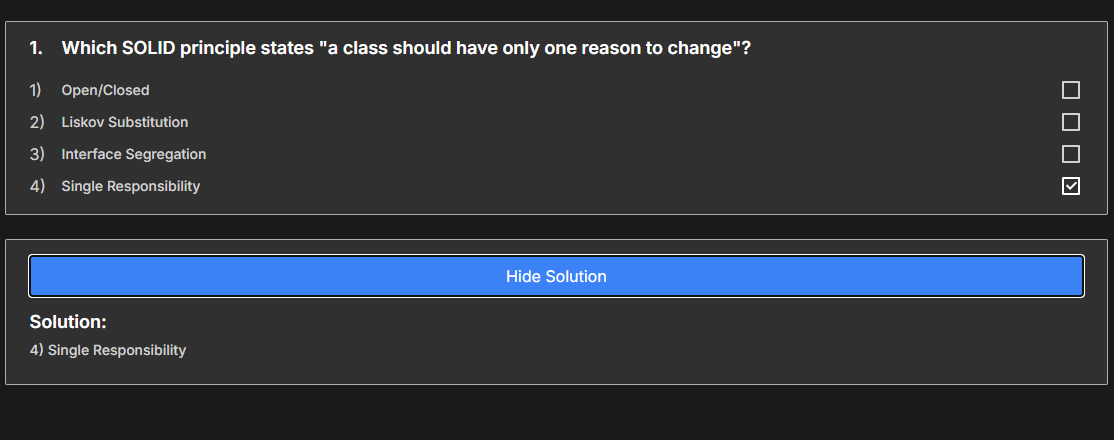 1. Which SOLID principle states "a class should have only one reason to change"?
1) Open/Closed
2) Liskov Substitution
3) Interface Segregation
4) Single Responsibility
Hide Solution
Solution:
4) Single Responsibility